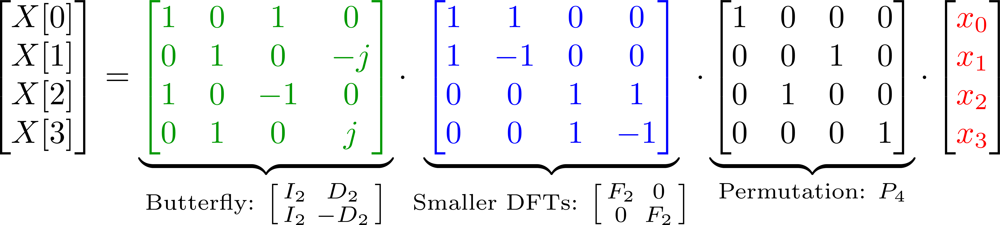 X[0] 1 0 1 0 1 1 0 0 1 0 0 0 x₀
X[1] 0 1 0 −j 1 −1 0 0 0 0 1 0 x₁
= · · ·
X[2] 1 0 −1 0 0 0 1 1 0 1 0 0 x₂
X[3] 0 1 0 j 0 0 1 −1 0 0 0 1 x₃
Butterfly: [I₂ D₂; I₂ −D₂] Smaller DFTs: [F₂ 0; 0 F₂] Permutation: P₄